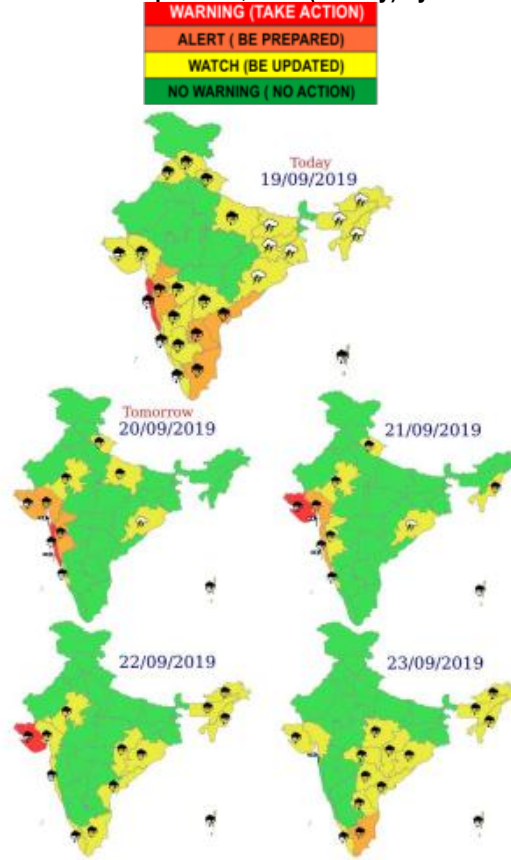 WARNING (TAKE ACTION)
ALERT ( BE PREPARED)
WATCH (BE UPDATED)
NO WARNING ( NO ACTION)
Today
19/09/2019
Tomorrow
20/09/2019
21/09/2019
22/09/2019
23/09/2019